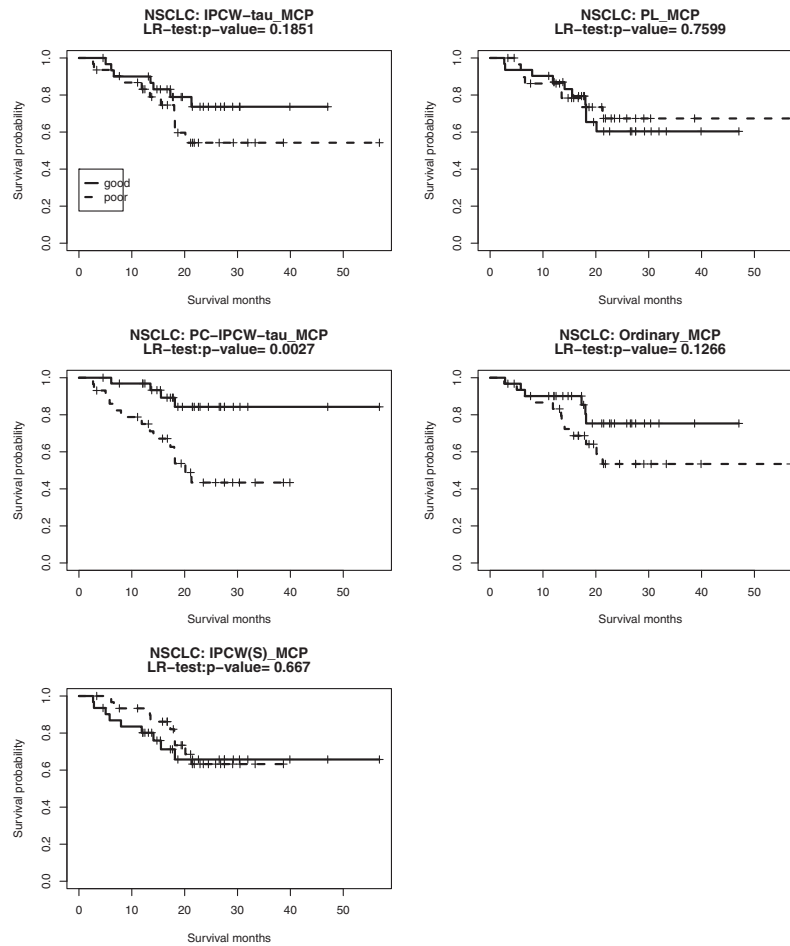 NSCLC: IPCW-tau_MCP
LR-test:p-value= 0.1851
Survival probability
0.0 0.2 0.4 0.6 0.8 1.0
good
poor
0 10 20 30 40 50
Survival months
NSCLC: PL_MCP
LR-test:p-value= 0.7599
Survival probability
0.0 0.2 0.4 0.6 0.8 1.0
0 10 20 30 40 50
Survival months
NSCLC: PC-IPCW-tau_MCP
LR-test:p-value= 0.0027
Survival probability
0.0 0.2 0.4 0.6 0.8 1.0
0 10 20 30 40 50
Survival months
NSCLC: Ordinary_MCP
LR-test:p-value= 0.1266
Survival probability
0.0 0.2 0.4 0.6 0.8 1.0
0 10 20 30 40 50
Survival months
NSCLC: IPCW(S)_MCP
LR-test:p-value= 0.667
Survival probability
0.0 0.2 0.4 0.6 0.8 1.0
0 10 20 30 40 50
Survival months